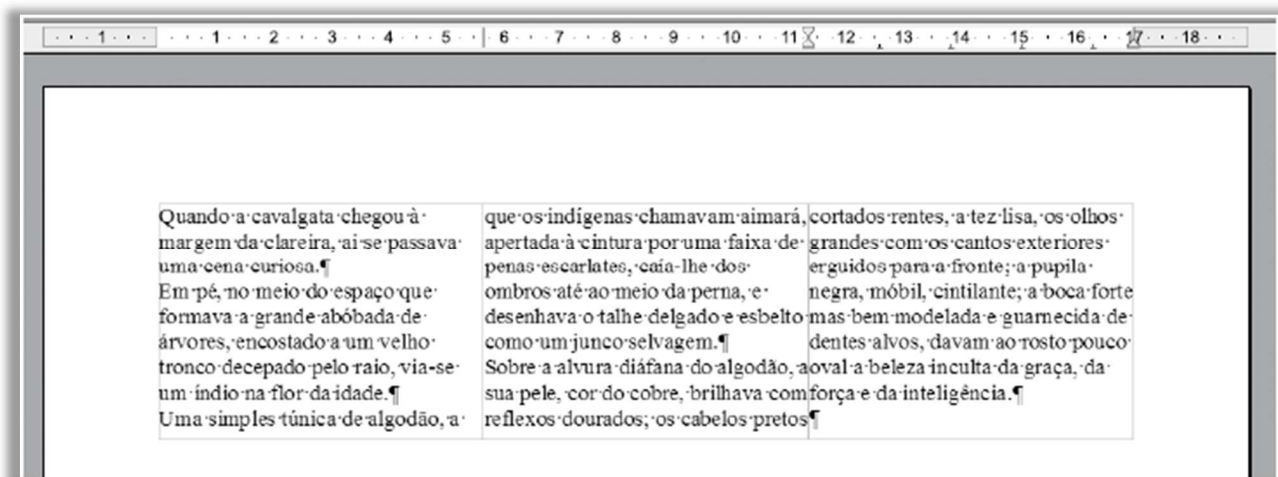 1 1 2 3 4 5 6 7 8 9 10 11 12 13 14 15 16 17 18
Quando·a·cavalgata·chegou·à·
margem·da·clareira,·ai·se·passava·
uma·cena·curiosa.¶
Em·pé,·no·meio·do·espaço·que·
formava·a·grande·abóbada·de·
árvores,·encostado·a·um·velho·
tronco·decepado·pelo·raio,·via-se·
um·índio·na·flor·da·idade.¶
Uma·simples·túnica·de·algodão,·a·
que·os·indígenas·chamavam·aimará,
apertada·à·cintura·por·uma·faixa·de·
penas·escarlates,·caía-lhe·dos·
ombros·até·ao·meio·da·perna,·e·
desenhava·o·talhe·delgado·e·esbelto·
como·um·junco·selvagem.¶
Sobre·a·alvura·diáfana·do·algodão,·a
sua·pele,·cor·do·cobre,·brilhava·com
reflexos·dourados;·os·cabelos·pretos
cortados·rentes,·a·tez·lisa,·os·olhos·
grandes·com·os·cantos·exteriores·
erguidos·para·a·fronte;·a·pupila·
negra,·móbil,·cintilante;·a·boca·forte
mas·bem·modelada·e·guarnecida·de·
dentes·alvos,·davam·ao·rosto·pouco·
oval·a·beleza·inculta·da·graça,·da·
força·e·da·inteligência.¶
¶